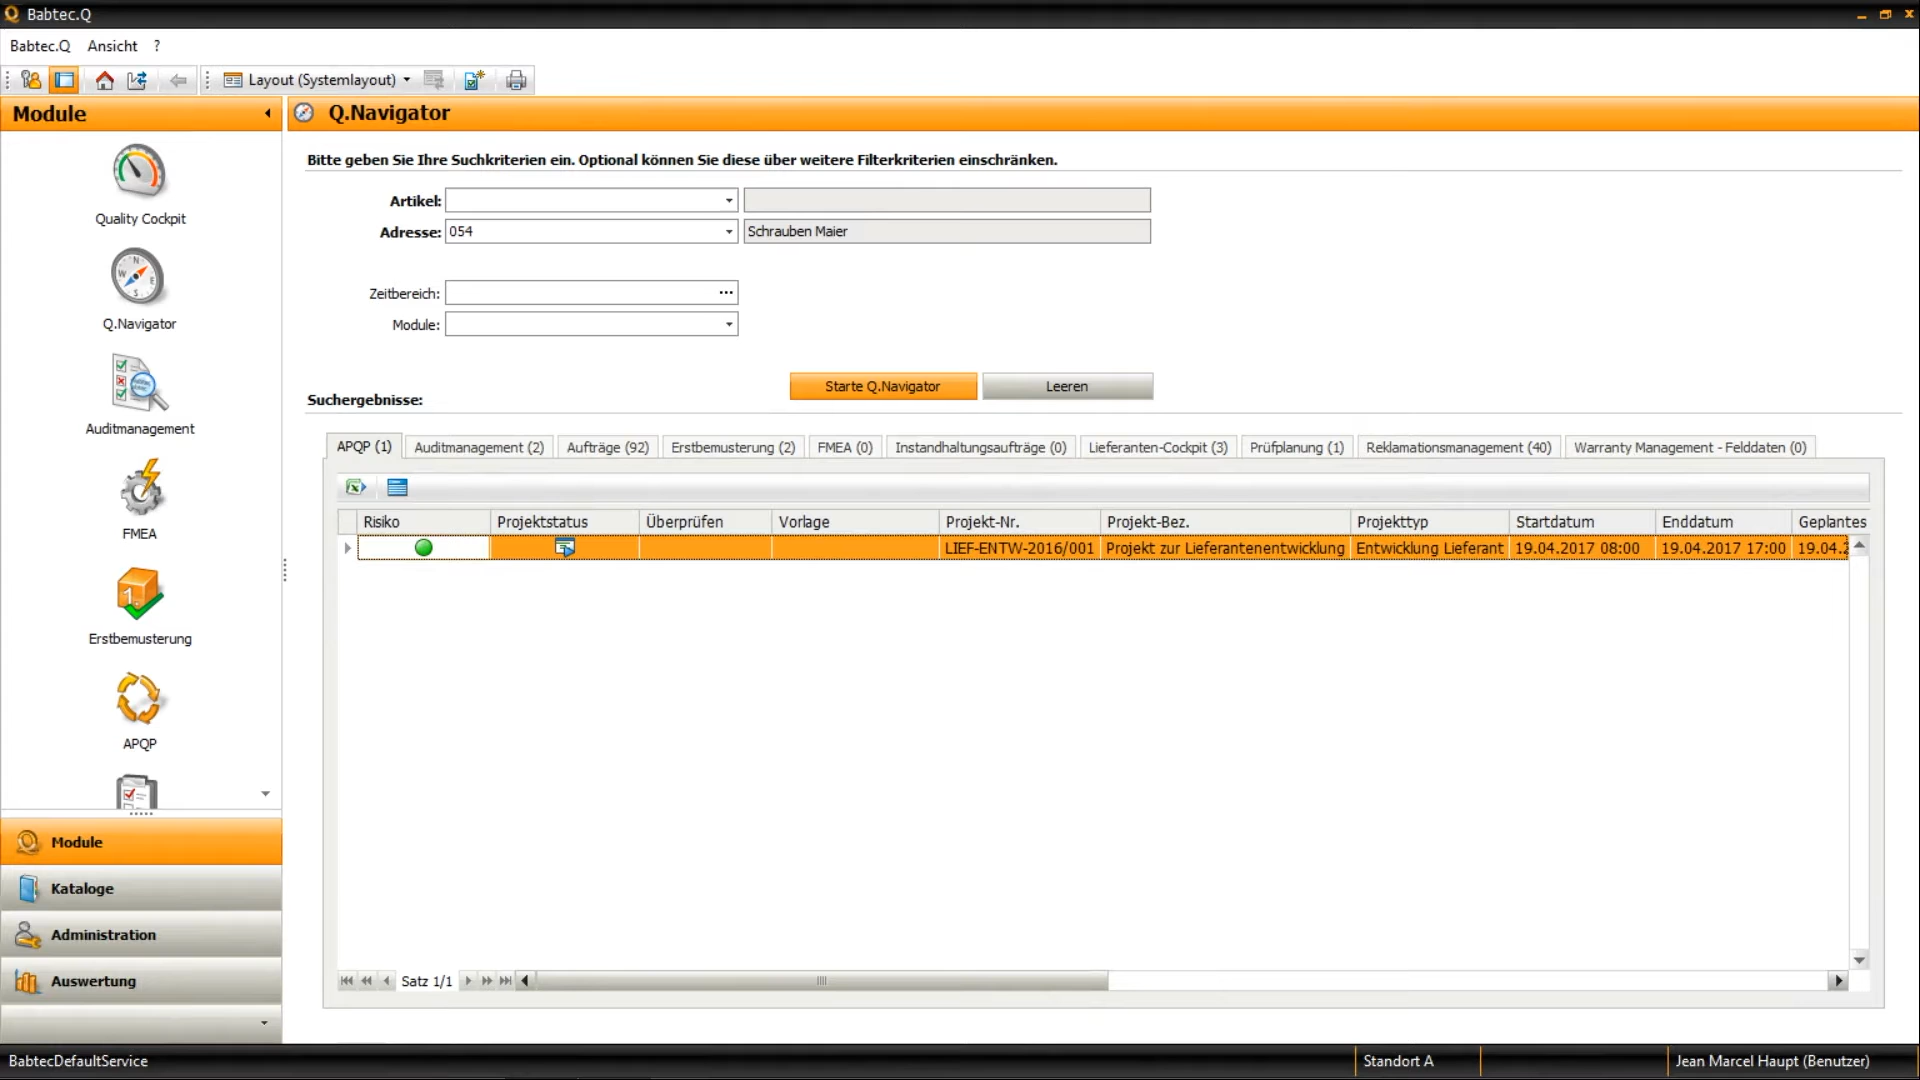 Babtec.Q
Babtec.Q Ansicht ?
Layout (Systemlayout)
Module
Q.Navigator
Quality Cockpit
Q.Navigator
Auditmanagement
FMEA
Erstbemusterung
APQP
Module
Kataloge
Administration
Auswertung
Bitte geben Sie Ihre Suchkriterien ein. Optional können Sie diese über weitere Filterkriterien einschränken.
Artikel:
Adresse: 054 Schrauben Maier
Zeitbereich: ...
Module:
Starte Q.Navigator Leeren
Suchergebnisse:
APQP (1) Auditmanagement (2) Aufträge (92) Erstbemusterung (2) FMEA (0) Instandhaltungsaufträge (0) Lieferanten-Cockpit (3) Prüfplanung (1) Reklamationsmanagement (40) Warranty Management - Felddaten (0)
Risiko Projektstatus Überprüfen Vorlage Projekt-Nr. Projekt-Bez. Projekttyp Startdatum Enddatum Geplantes
LIEF-ENTW-2016/001 Projekt zur Lieferantenentwicklung Entwicklung Lieferant 19.04.2017 08:00 19.04.2017 17:00 19.04.2
Satz 1/1
BabtecDefaultService Standort A Jean Marcel Haupt (Benutzer)